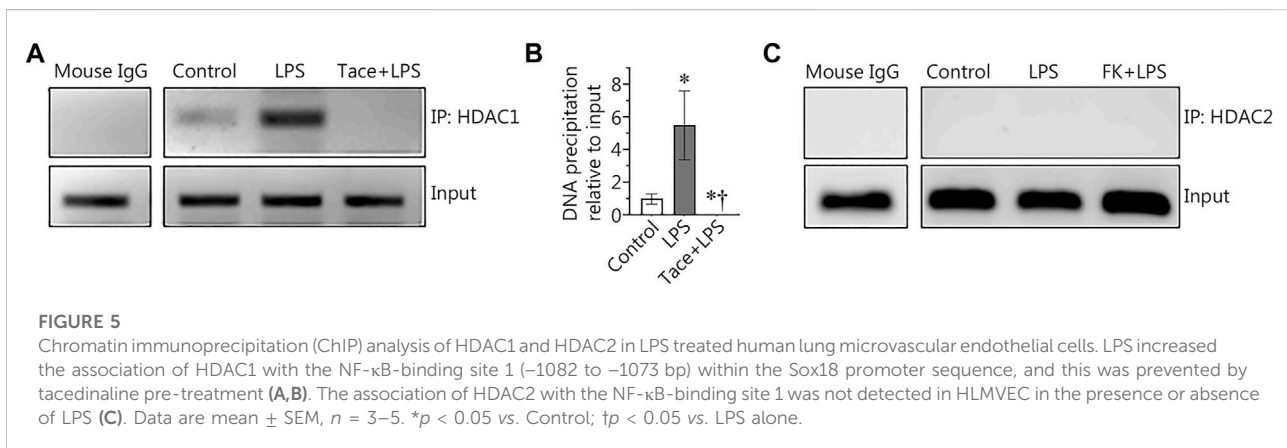 A
Mouse IgG Control LPS Tace+LPS
IP: HDAC1
Input
B
DNA precipitation
relative to input
8
6
4
2
0
*
*†
Control
LPS
Tace+LPS
C
Mouse IgG Control LPS FK+LPS
IP: HDAC2
Input
FIGURE 5
Chromatin immunoprecipitation (ChIP) analysis of HDAC1 and HDAC2 in LPS treated human lung microvascular endothelial cells. LPS increased
the association of HDAC1 with the NF-κB-binding site 1 (–1082 to –1073 bp) within the Sox18 promoter sequence, and this was prevented by
tacedinaline pre-treatment (A,B). The association of HDAC2 with the NF-κB-binding site 1 was not detected in HLMVEC in the presence or absence
of LPS (C). Data are mean ± SEM, n = 3–5. *p < 0.05 vs. Control; †p < 0.05 vs. LPS alone.